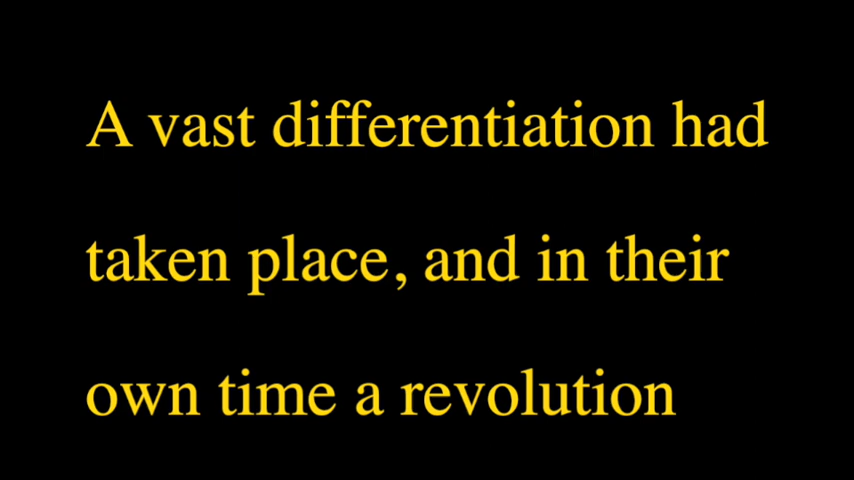 A vast differentiation had
taken place, and in their
own time a revolution